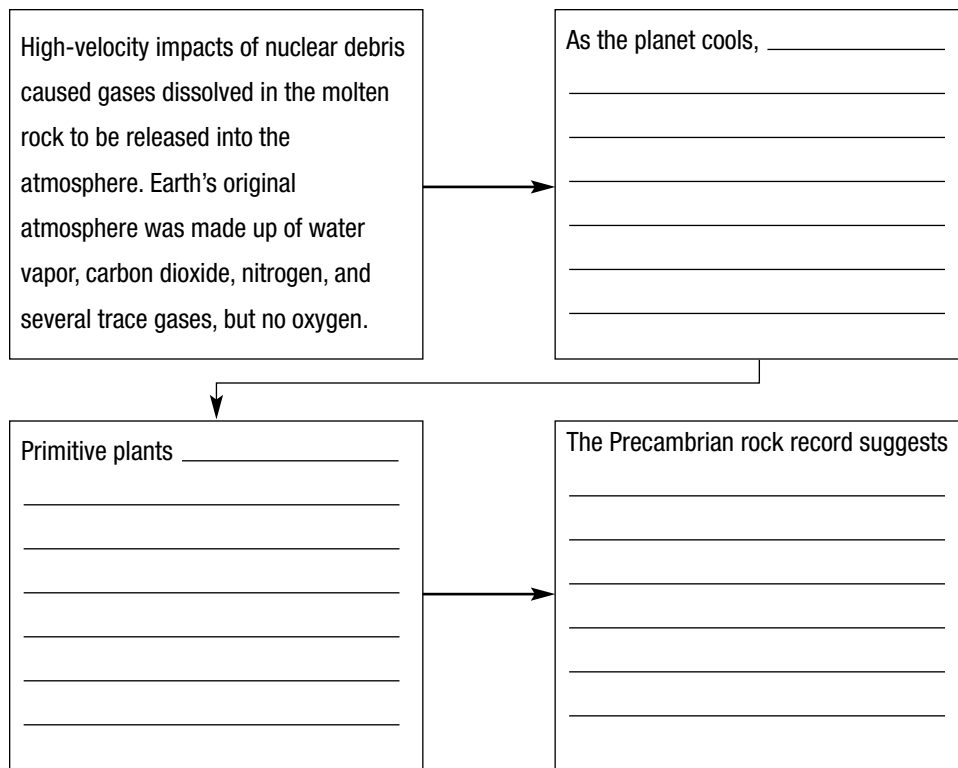 High-velocity impacts of nuclear debris
caused gases dissolved in the molten
rock to be released into the
atmosphere. Earth’s original
atmosphere was made up of water
vapor, carbon dioxide, nitrogen, and
several trace gases, but no oxygen.
As the planet cools,
Primitive plants
The Precambrian rock record suggests